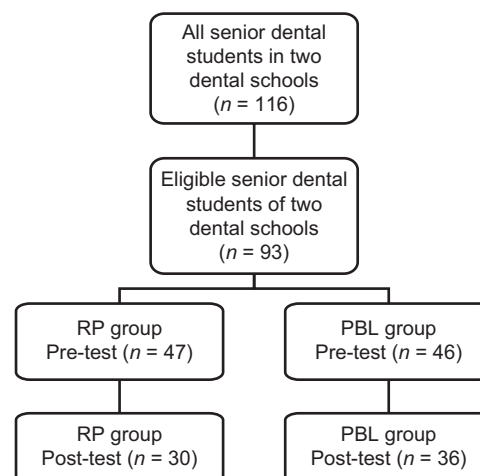 All senior dental
students in two
dental schools
(n = 116)
Eligible senior dental
students of two
dental schools
(n = 93)
RP group
Pre-test (n = 47)
PBL group
Pre-test (n = 46)
RP group
Post-test (n = 30)
PBL group
Post-test (n = 36)